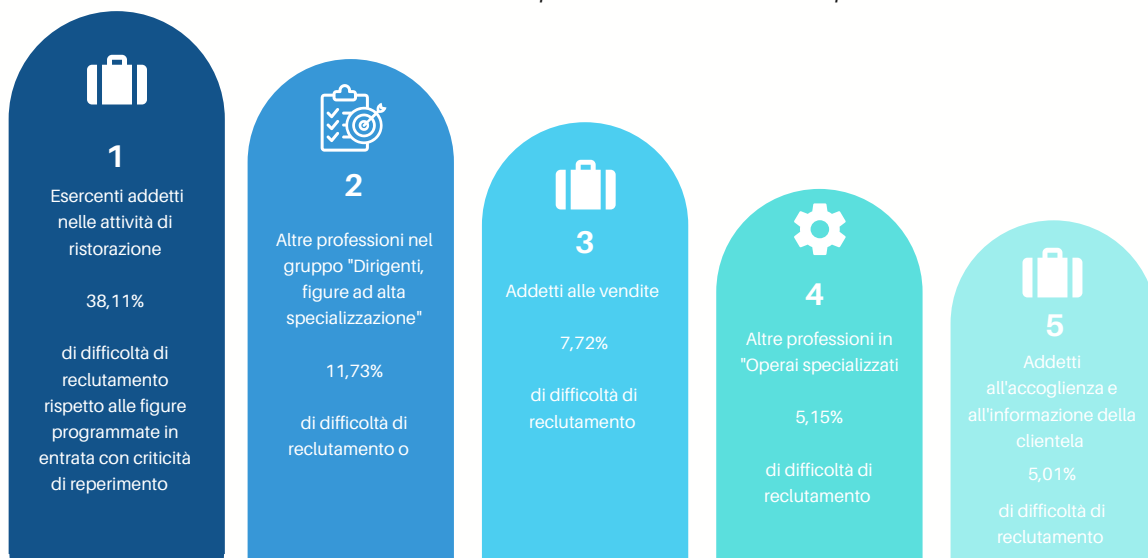 1
Esercenti addetti
nelle attività di
ristorazione
38,11%
di difficoltà di
reclutamento
rispetto alle figure
programmate in
entrata con criticità
di reperimento
2
Altre professioni nel
gruppo "Dirigenti,
figure ad alta
specializzazione"
11,73%
di difficoltà di
reclutamento o
3
Addetti alle vendite
7,72%
di difficoltà di
reclutamento
4
Altre professioni in
"Operai specializzati
5,15%
di difficoltà di
reclutamento
5
Addetti
all'accoglienza e
all'informazione della
clientela
5,01%
di difficoltà di
reclutamento